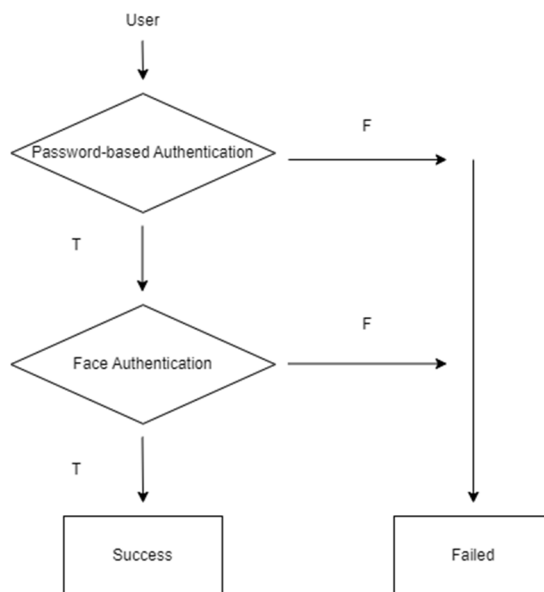 User
Password-based Authentication
F
T
Face Authentication
F
T
Success
Failed